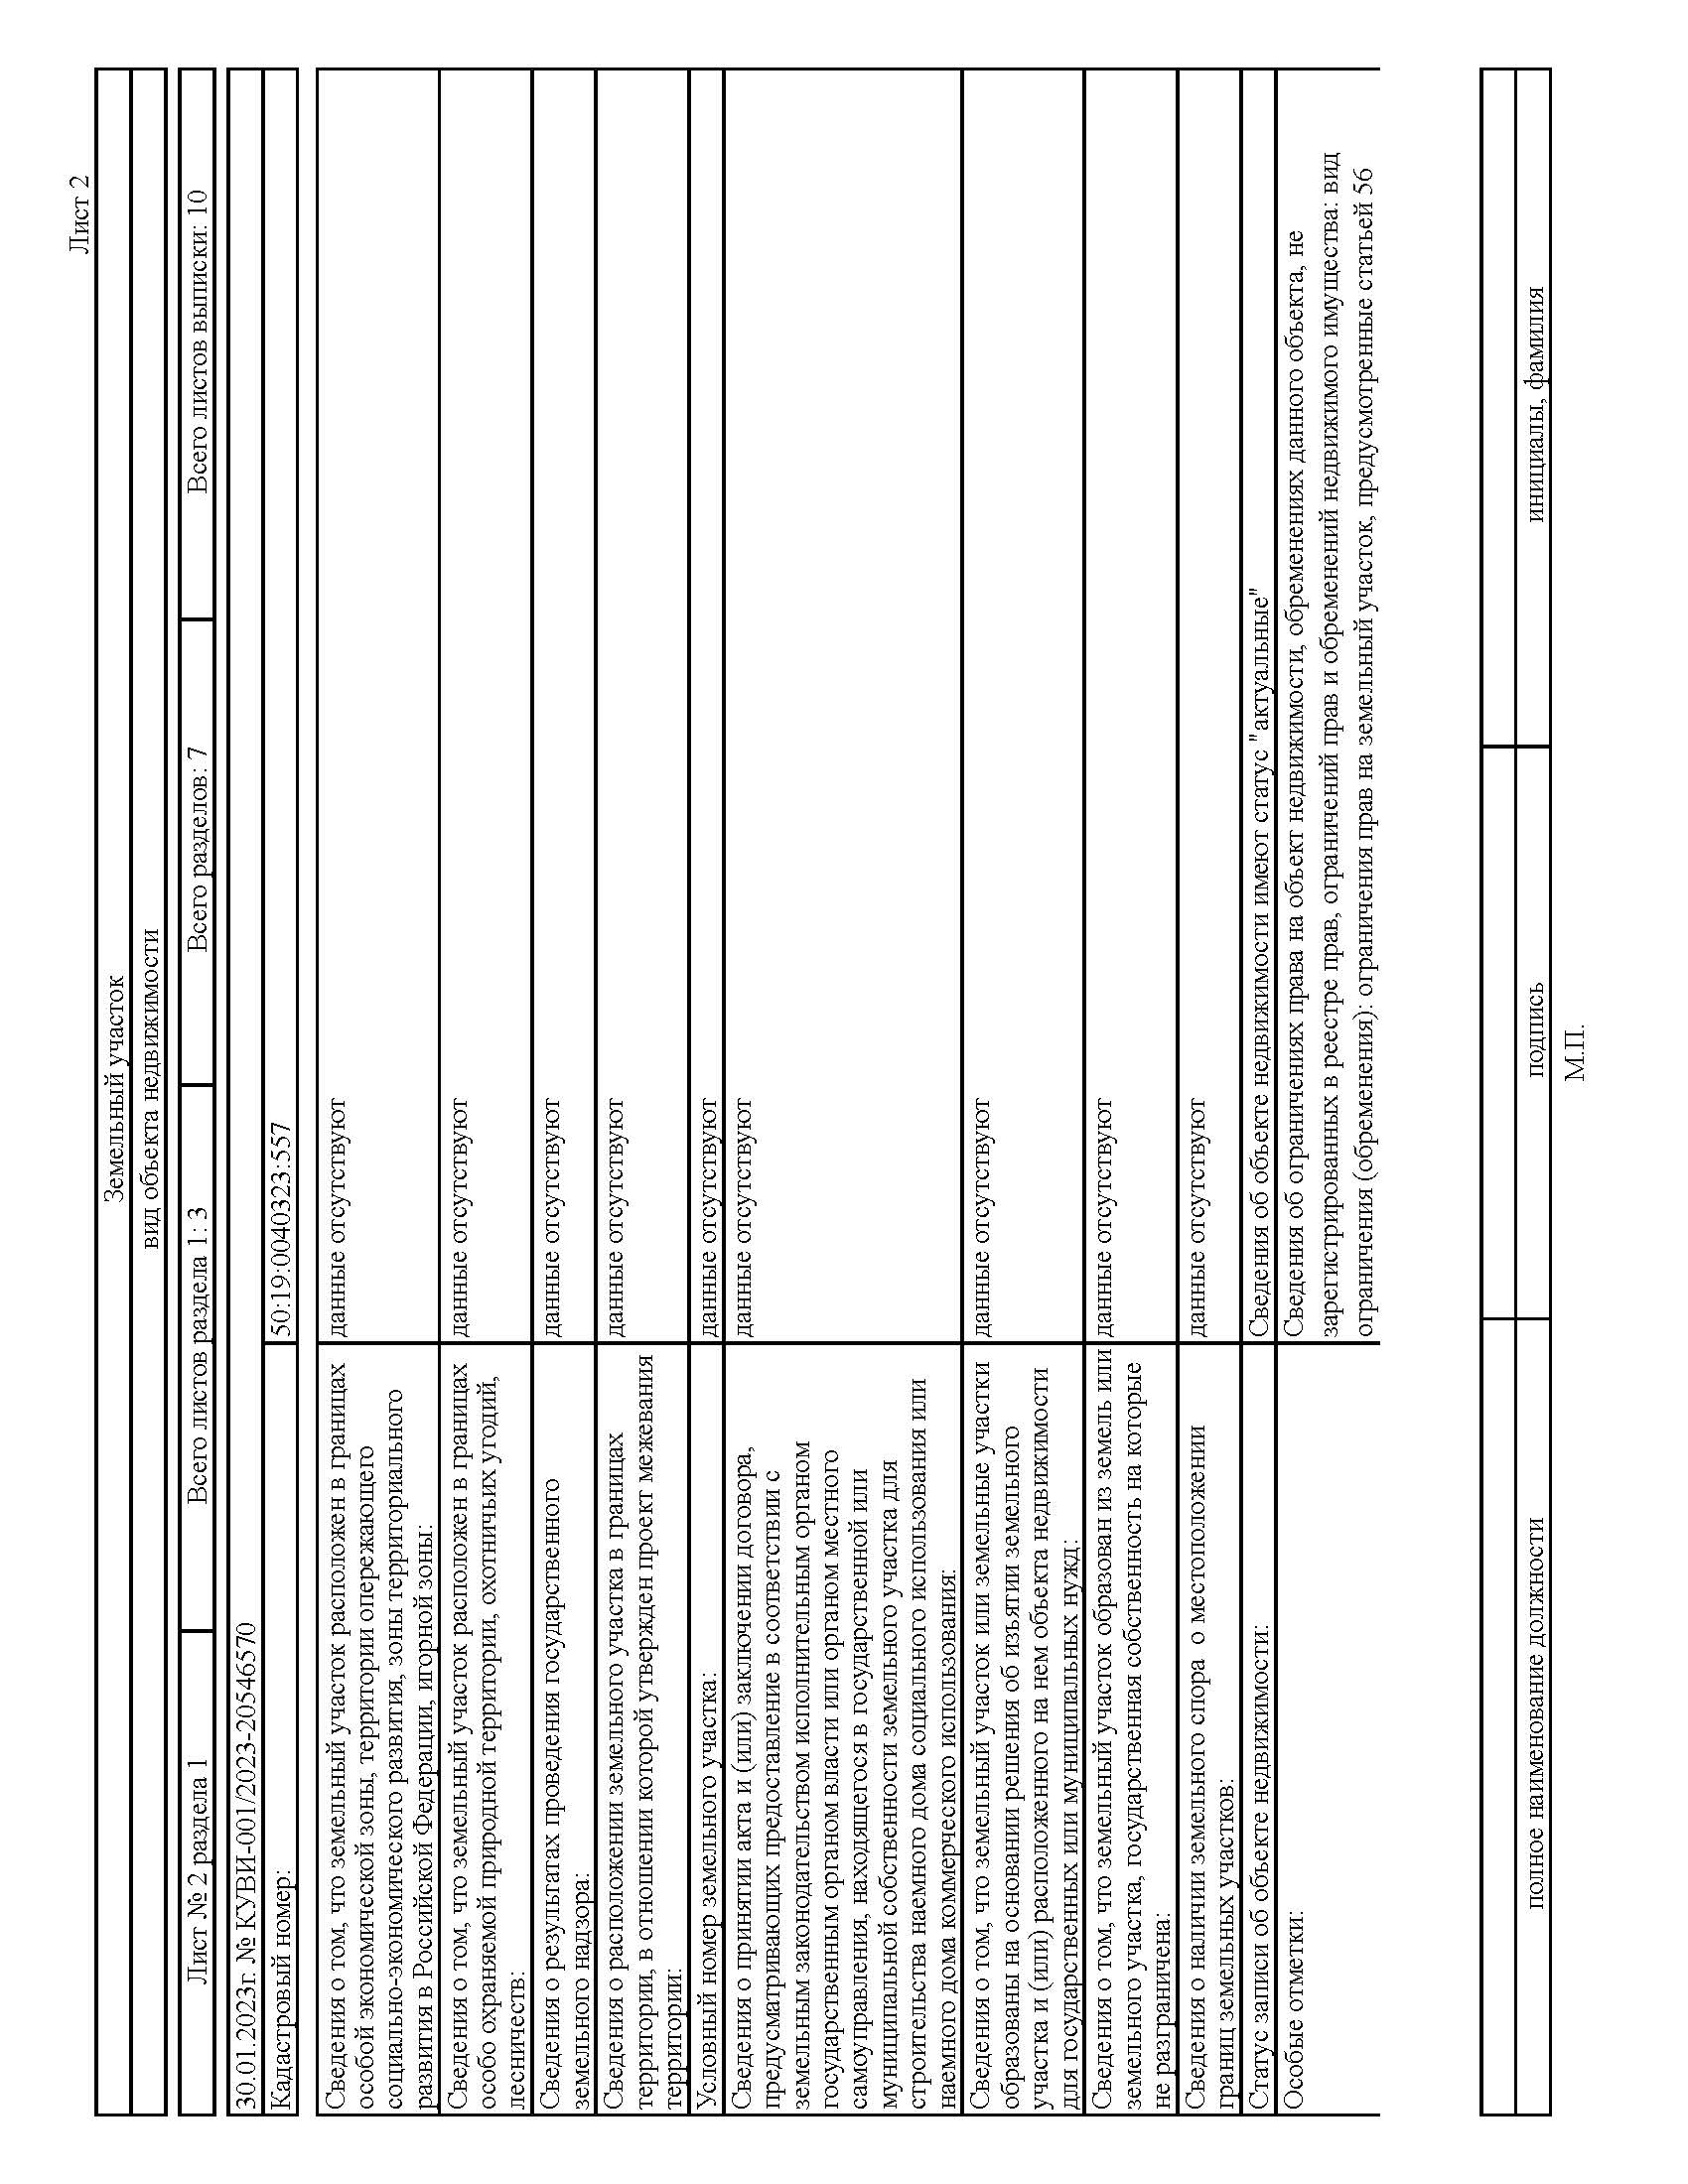 Лист 2
Земельный участок
вид объекта недвижимости
Лист № 2 раздела 1 Всего листов раздела 1: 3 Всего разделов: 7 Всего листов выписки: 10
30.01.2023г. № КУВИ-001/2023-20546570
Кадастровый номер: 50:19:0040323:557
Сведения о том, что земельный участок расположен в границах данные отсутствуют
особой экономической зоны, территории опережающего
социально-экономического развития, зоны территориального
развития в Российской Федерации, игорной зоны:
Сведения о том, что земельный участок расположен в границах данные отсутствуют
особо охраняемой природной территории, охотничьих угодий,
лесничеств:
Сведения о результатах проведения государственного данные отсутствуют
земельного надзора:
Сведения о расположении земельного участка в границах данные отсутствуют
территории, в отношении которой утвержден проект межевания
территории:
Условный номер земельного участка: данные отсутствуют
Сведения о принятии акта и (или) заключении договора, данные отсутствуют
предусматривающих предоставление в соответствии с
земельным законодательством исполнительным органом
государственным органом власти или органом местного
самоуправления, находящегося в государственной или
муниципальной собственности земельного участка для
строительства наемного дома социального использования или
наемного дома коммерческого использования:
Сведения о том, что земельный участок или земельные участки данные отсутствуют
образованы на основании решения об изъятии земельного
участка и (или) расположенного на нем объекта недвижимости
для государственных или муниципальных нужд:
Сведения о том, что земельный участок образован из земель или данные отсутствуют
земельного участка, государственная собственность на которые
не разграничена:
Сведения о наличии земельного спора о местоположении данные отсутствуют
границ земельных участков:
Статус записи об объекте недвижимости: Сведения об объекте недвижимости имеют статус "актуальные"
Особые отметки: Сведения об ограничениях права на объект недвижимости, обременениях данного объекта, не
зарегистрированных в реестре прав, ограничений прав и обременений недвижимого имущества: вид
ограничения (обременения): ограничения прав на земельный участок, предусмотренные статьей 56
полное наименование должности подпись инициалы, фамилия
М.П.